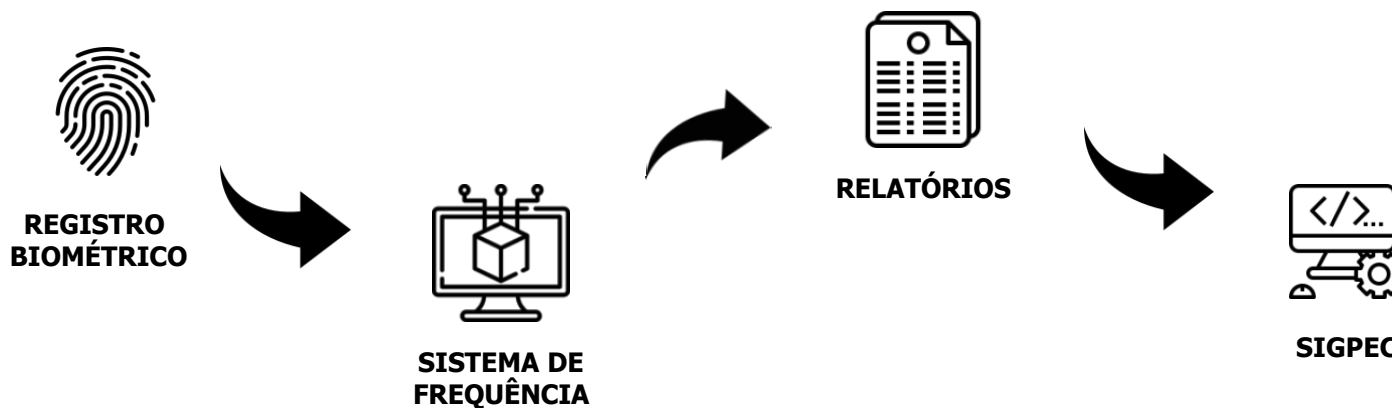 REGISTRO
BIOMÉTRICO
SISTEMA DE
FREQUÊNCIA
RELATÓRIOS
</>...
SIGPEC